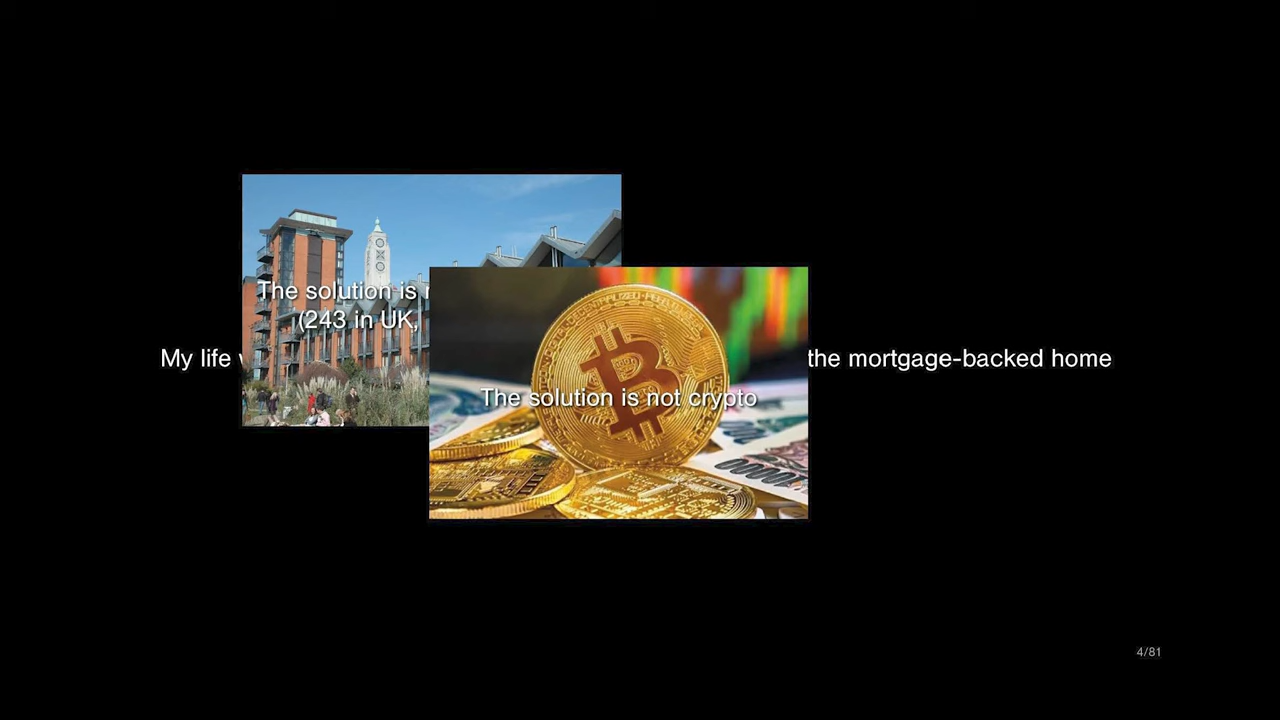 The solution is
(243 in UK,
My life
the mortgage-backed home
The solution is not crypto
4/81